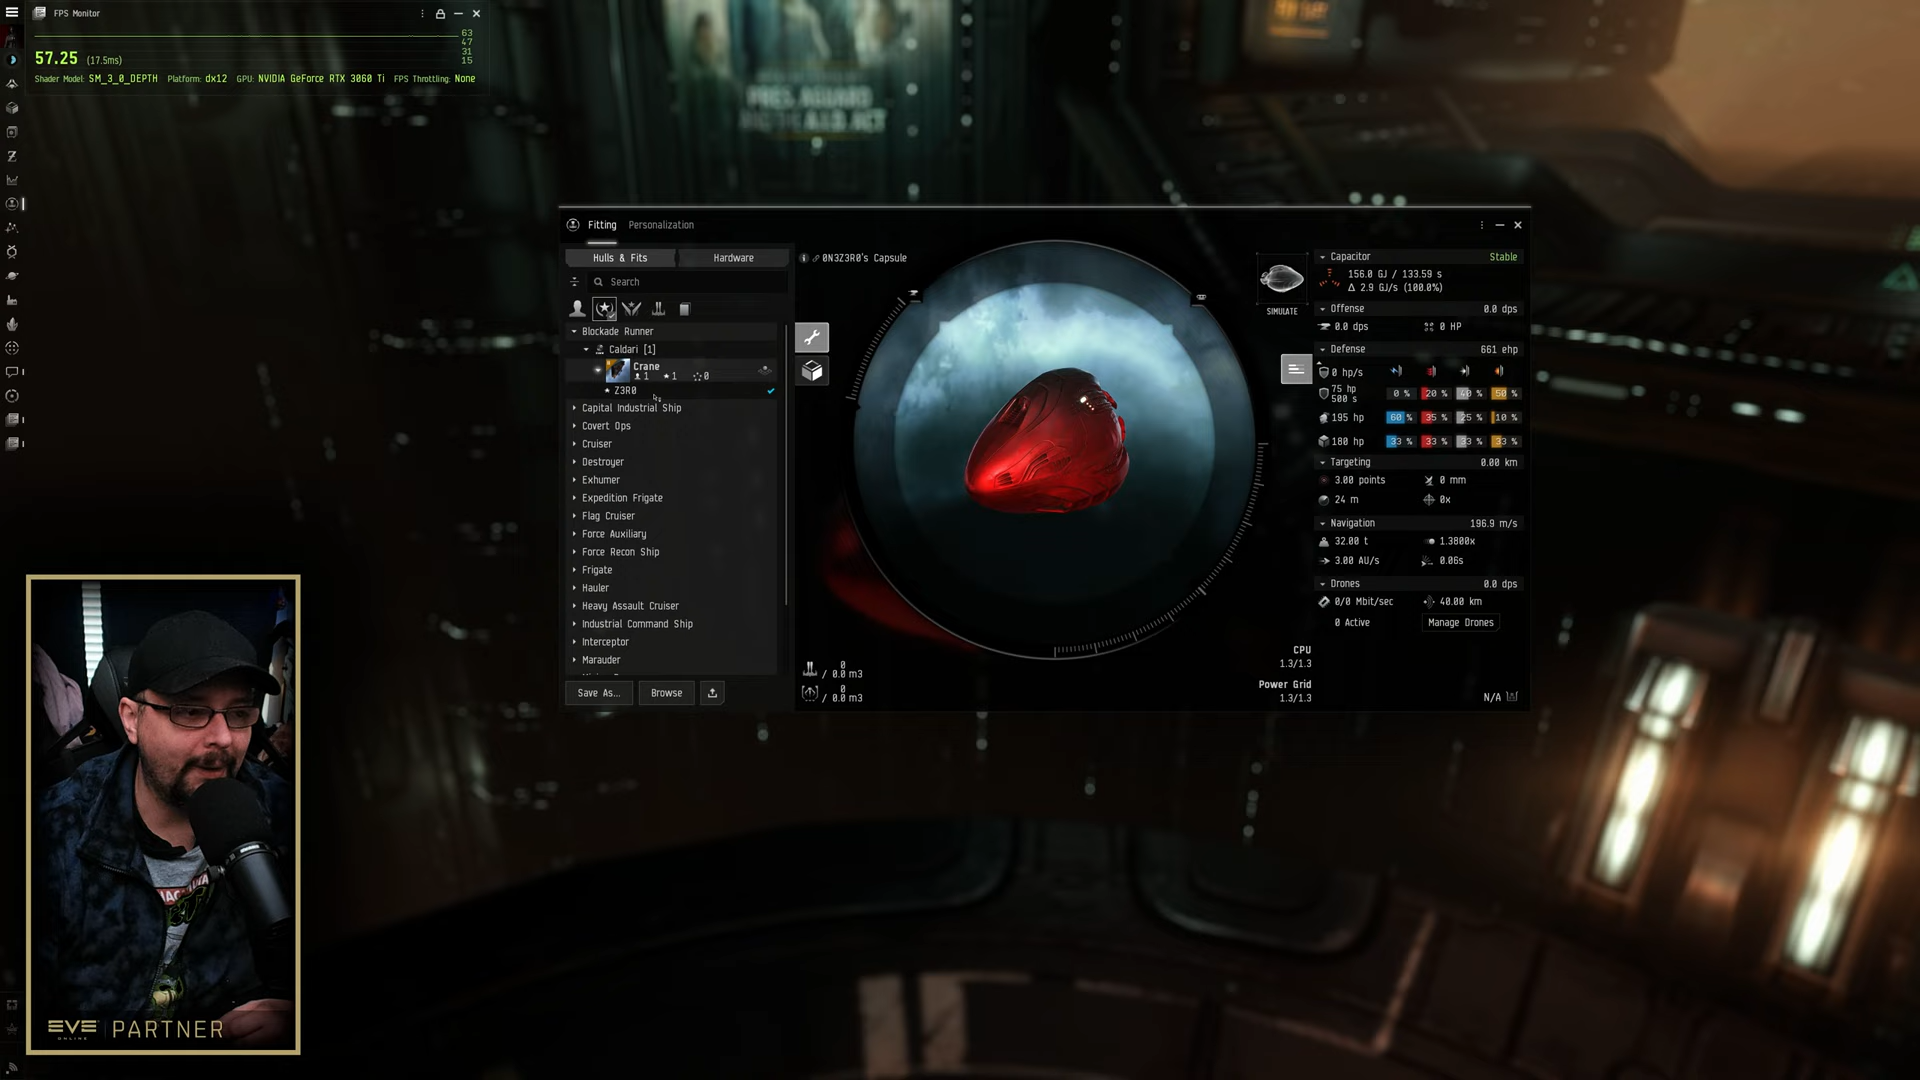 FPS Monitor
63
47
31
15
57.25 (17.5ms)
Shader Model: SM_3_0_DEPTH Platform: dx12 GPU: NVIDIA GeForce RTX 3060 Ti FPS Throttling: None
Fitting Personalization
Hulls & Fits Hardware
Search
Blockade Runner
Caldari [1]
Crane
1 1 0
Z3R0
Capital Industrial Ship
Covert Ops
Cruiser
Destroyer
Exhumer
Expedition Frigate
Flag Cruiser
Force Auxiliary
Force Recon Ship
Frigate
Hauler
Heavy Assault Cruiser
Industrial Command Ship
Interceptor
Marauder
Save As... Browse
0N3Z3R0's Capsule
SIMULATE
0
/ 0.0 m3
0
/ 0.0 m3
CPU
1.3/1.3
Power Grid
1.3/1.3
Capacitor Stable
156.0 GJ / 133.59 s
Δ 2.9 GJ/s (100.0%)
Offense 0.0 dps
0.0 dps 0 HP
Defense 661 ehp
0 hp/s
75 hp
500 s
0 % 20 % 40 % 50 %
195 hp 60 % 35 % 25 % 10 %
180 hp 33 % 33 % 33 % 33 %
Targeting 0.00 km
3.00 points 0 mm
24 m 0x
Navigation 196.9 m/s
32.00 t 1.3800x
3.00 AU/s 0.06s
Drones 0.0 dps
0/0 Mbit/sec 40.00 km
0 Active Manage Drones
N/A
EVE ONLINE PARTNER